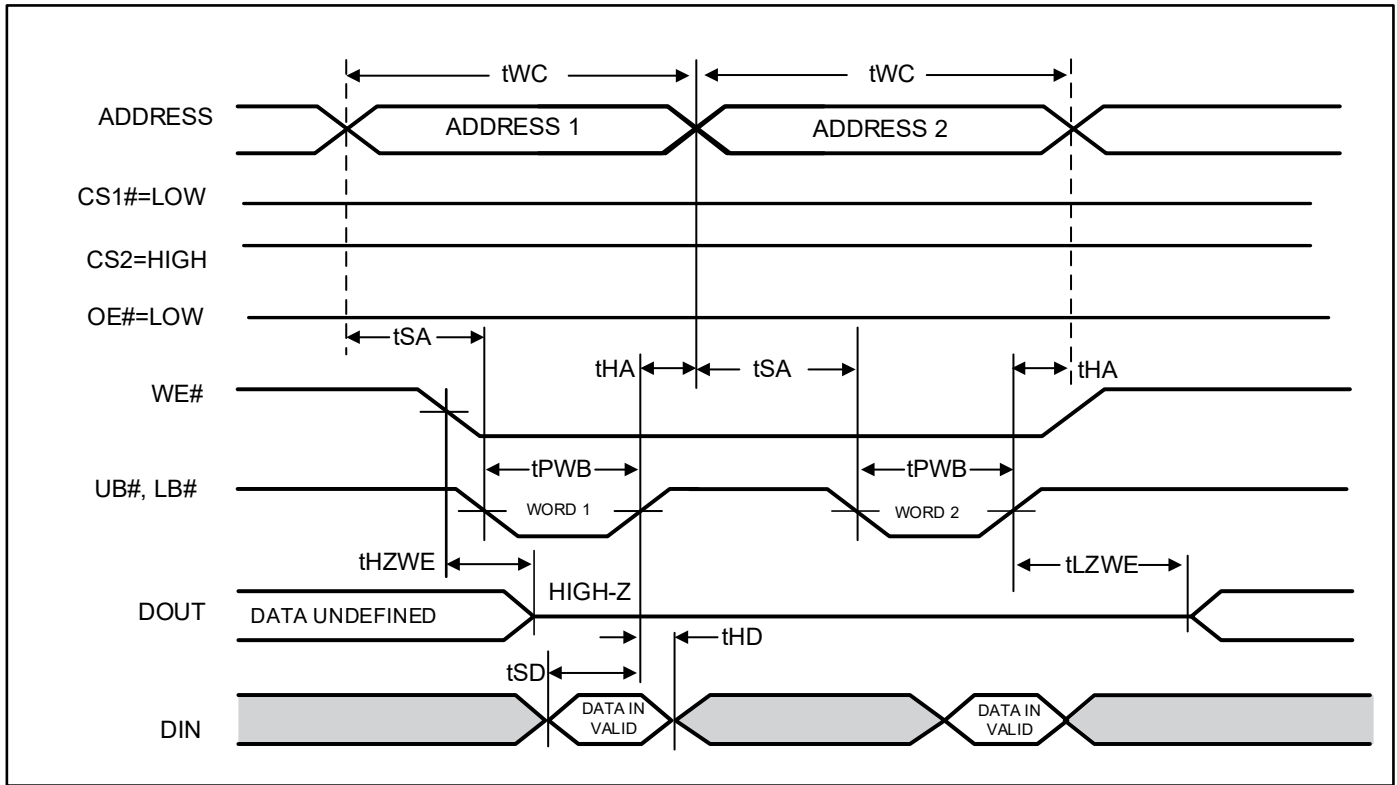 tWC tWC
ADDRESS ADDRESS 1 ADDRESS 2
CS1#=LOW
CS2=HIGH
OE#=LOW
tSA tHA tSA tHA
WE#
tPWB tPWB
UB#, LB# WORD 1 WORD 2
tHZWE tLZWE
HIGH-Z
DOUT DATA UNDEFINED
tHD
tSD
DIN DATA IN VALID DATA IN VALID